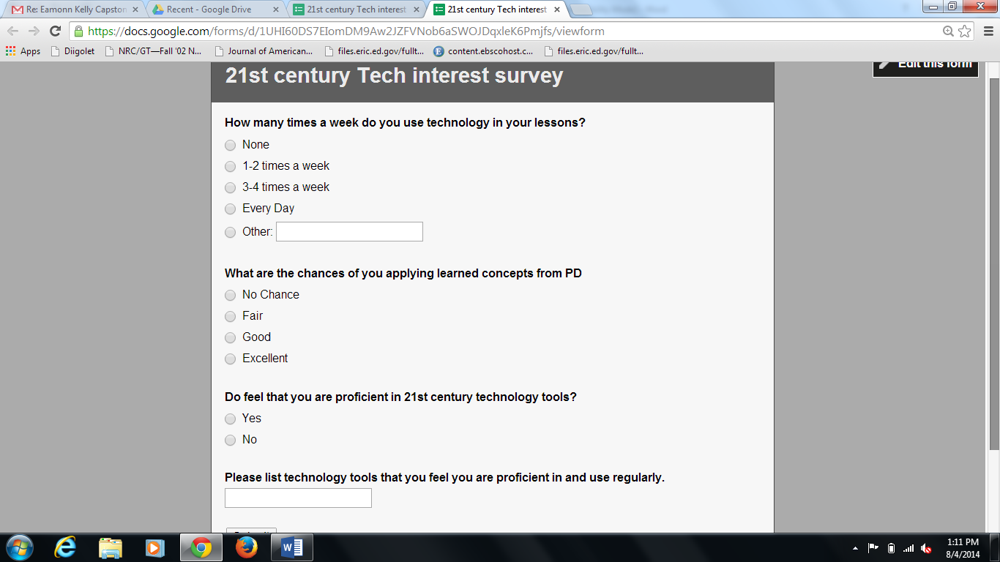 Re: Eamonn Kelly Capston
Recent - Google Drive
21st century Tech interest
21st century Tech interest
https://docs.google.com/forms/d/1UHI60DS7EIomDM9Aw2JZFVNob6aSWOJDqxleK6Pmjfs/viewform
Apps
Diigolet
NRC/GT—Fall '02 N...
Journal of American...
files.eric.ed.gov/fullt...
content.ebscohost.c...
files.eric.ed.gov/fullt...
21st century Tech interest survey
Edit this form
How many times a week do you use technology in your lessons?
None
1-2 times a week
3-4 times a week
Every Day
Other:
What are the chances of you applying learned concepts from PD
No Chance
Fair
Good
Excellent
Do feel that you are proficient in 21st century technology tools?
Yes
No
Please list technology tools that you feel you are proficient in and use regularly.
1:11 PM
8/4/2014